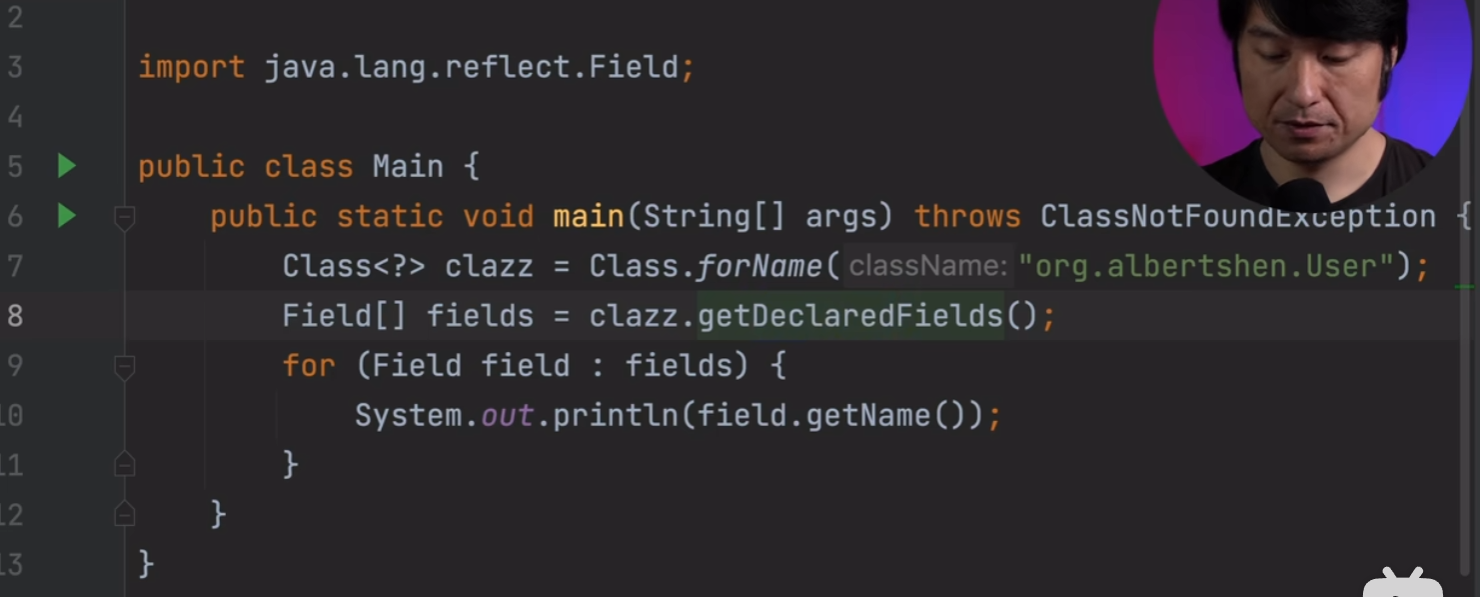 2
3 import java.lang.reflect.Field;
4
5 public class Main {
6 public static void main(String[] args) throws ClassNotFoundException {
7 Class<?> clazz = Class.forName( className: "org.albertshen.User");
8 Field[] fields = clazz.getDeclaredFields();
9 for (Field field : fields) {
10 System.out.println(field.getName());
11 }
12 }
13 }